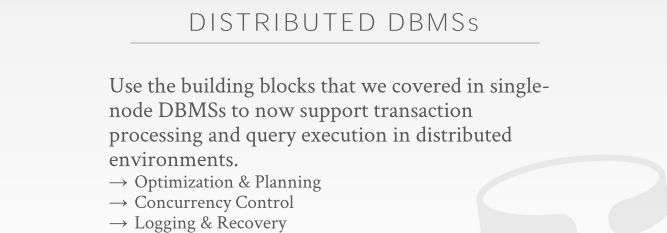 DISTRIBUTED DBMSs
Use the building blocks that we covered in single-
node DBMSs to now support transaction
processing and query execution in distributed
environments.
→ Optimization & Planning
→ Concurrency Control
→ Logging & Recovery